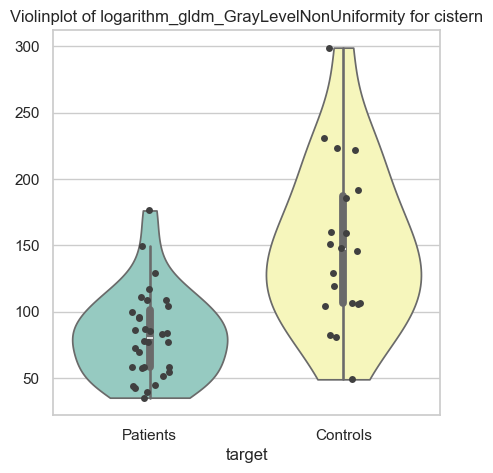 Violinplot of logarithm_gldm_GrayLevelNonUniformity for cistern
300
250
200
150
100
50
Patients
Controls
target